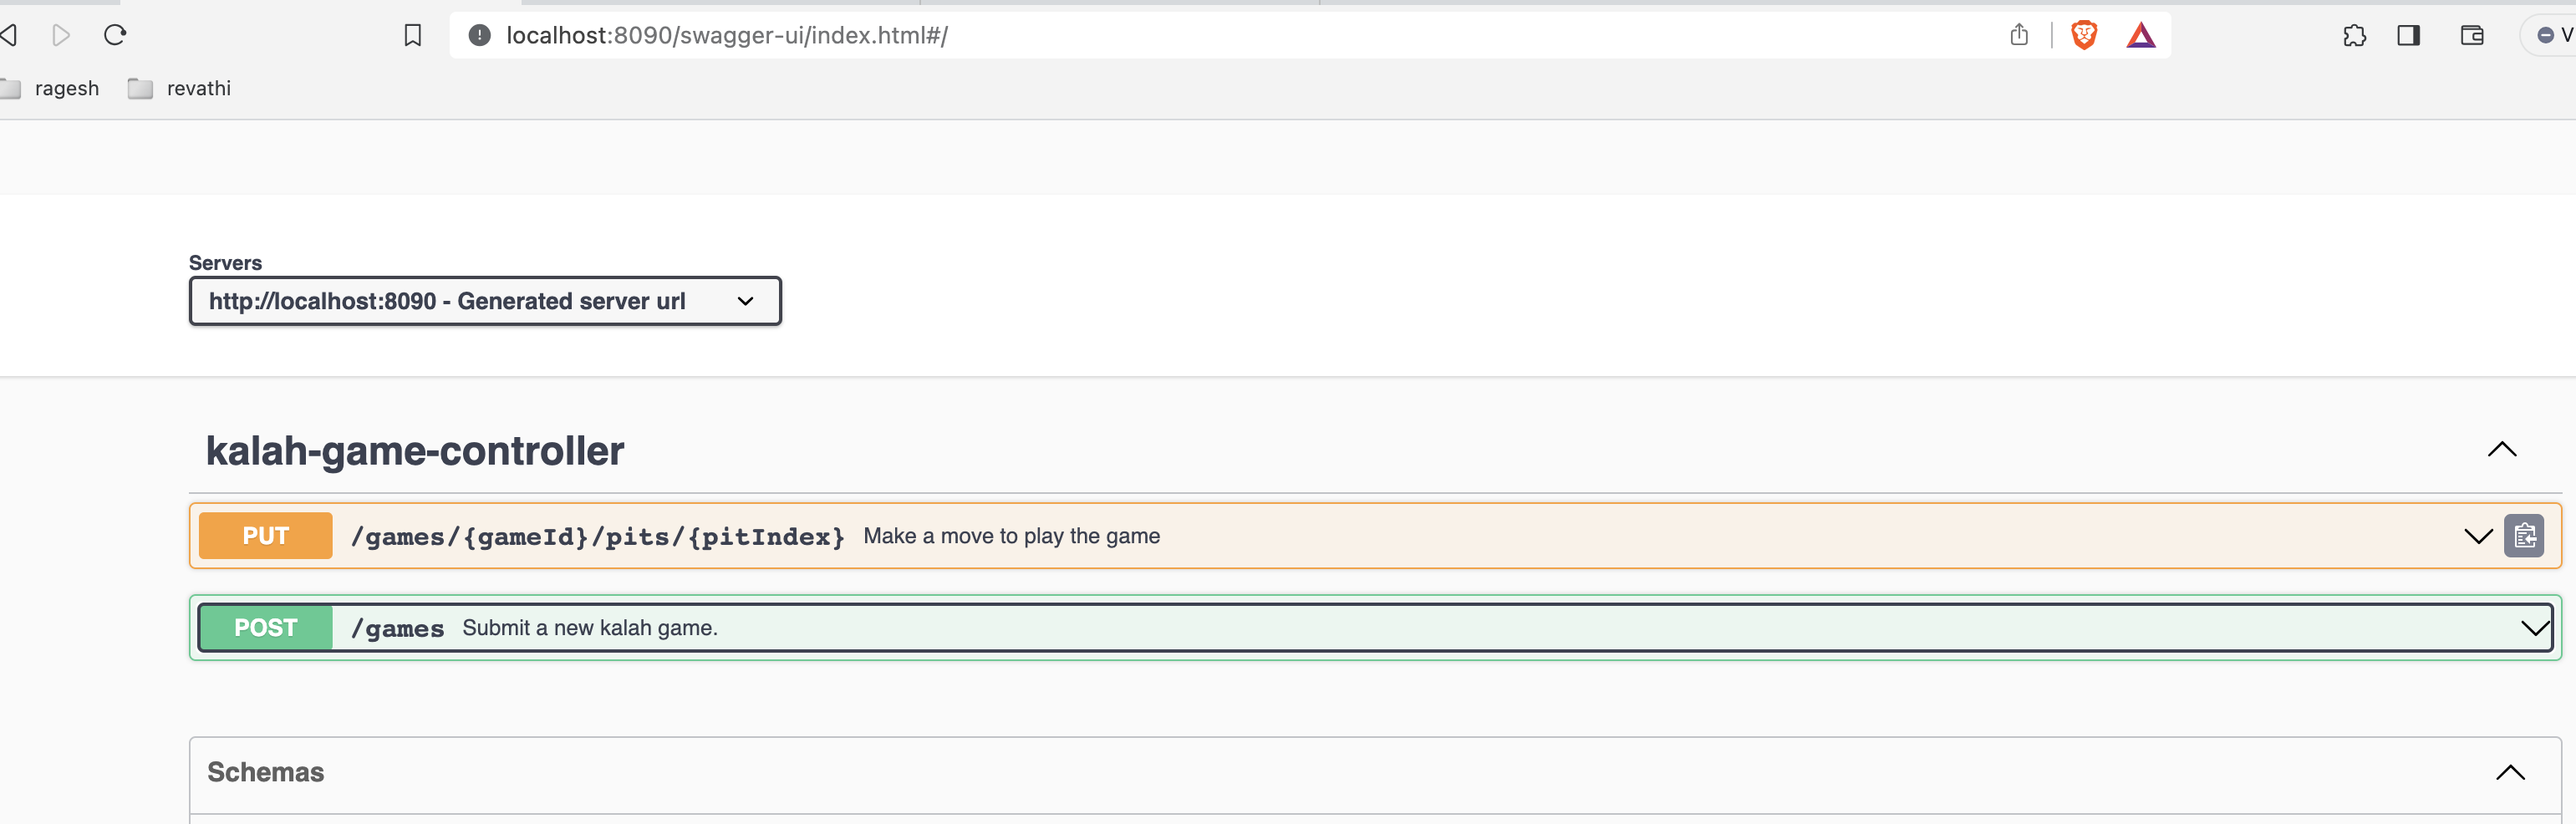 localhost:8090/swagger-ui/index.html#/
V
ragesh revathi
Servers
http://localhost:8090 - Generated server url
kalah-game-controller
PUT /games/{gameId}/pits/{pitIndex} Make a move to play the game
POST /games Submit a new kalah game.
Schemas